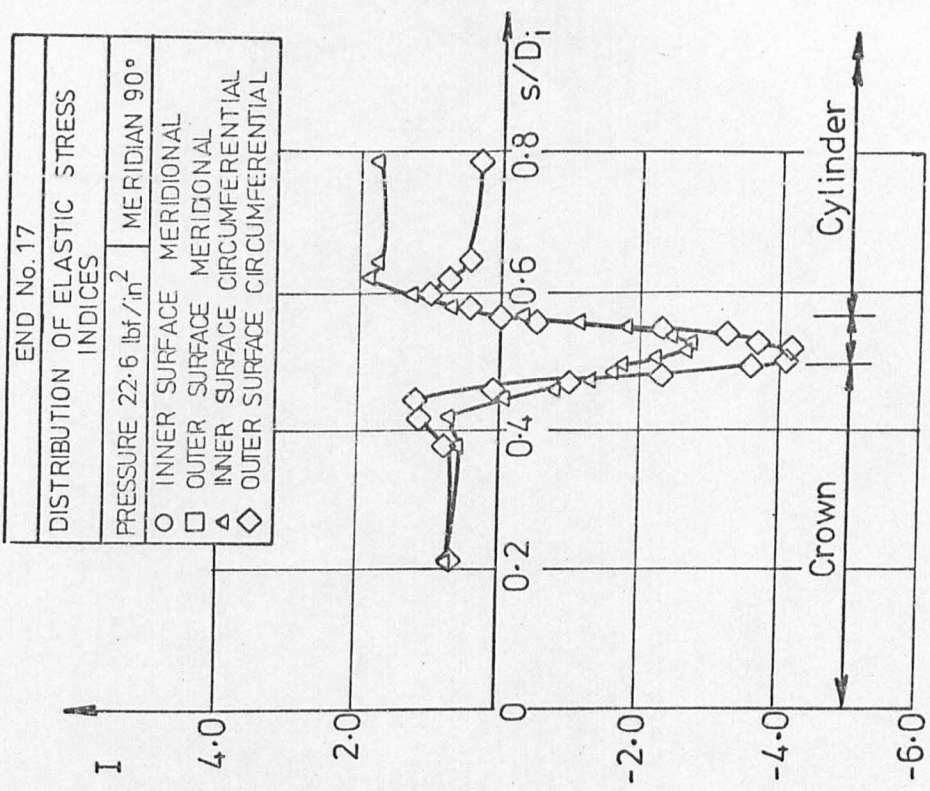 END No. 17
DISTRIBUTION OF ELASTIC STRESS
INDICES
PRESSURE 22·6 lbf/in² MERIDIAN 90°
○ INNER SURFACE MERIDIONAL
□ OUTER SURFACE MERIDIONAL
△ INNER SURFACE CIRCUMFERENTIAL
◇ OUTER SURFACE CIRCUMFERENTIAL
I
4·0
2·0
0
-2·0
-4·0
-6·0
0·2
0·4
0·6
0·8
s/Di
Crown
Cylinder